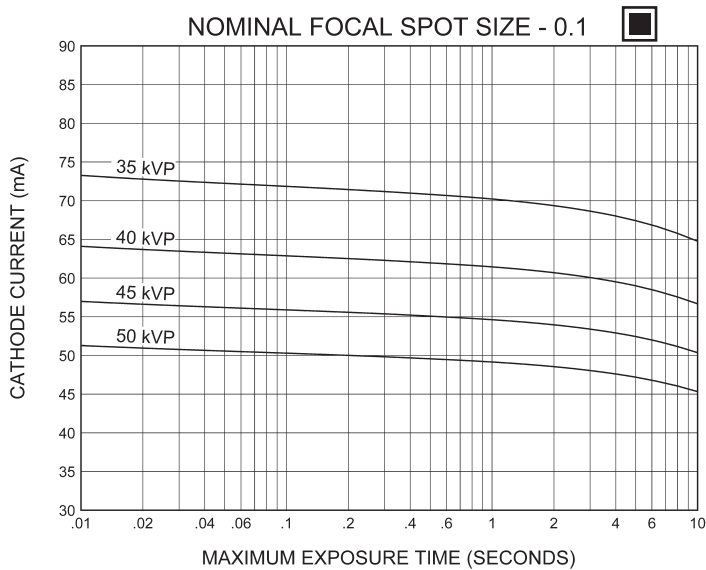 NOMINAL FOCAL SPOT SIZE - 0.1
CATHODE CURRENT (mA)
90
85
80
75
70
65
60
55
50
45
40
35
30
35 kVP
40 kVP
45 kVP
50 kVP
.01 .02 .04 .06 .1 .2 .4 .6 1 2 4 6 10
MAXIMUM EXPOSURE TIME (SECONDS)